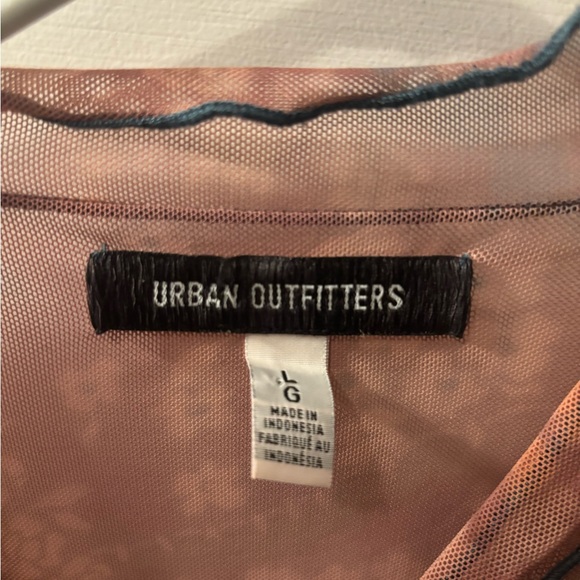 URBAN OUTFITTERS
L
G
MADE IN
INDONESIA
FABRIQUÉ AU
INDONÉSIA